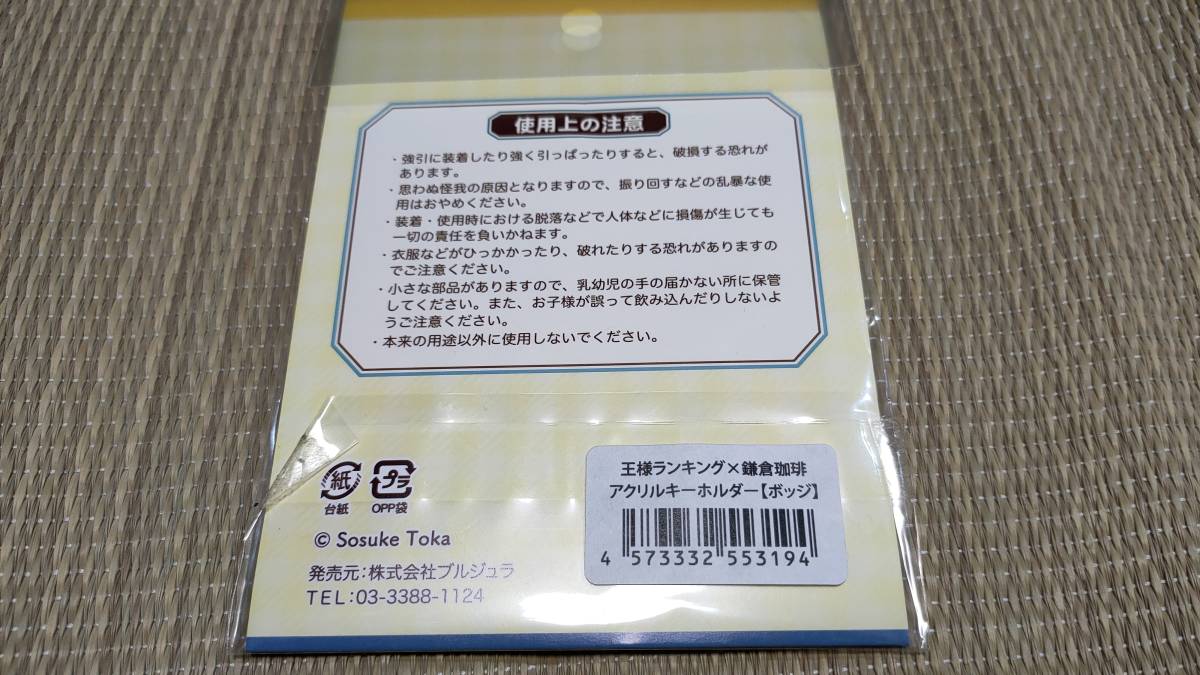 使用上の注意
・強引に装着したり強く引っぱったりすると、破損する恐れが
あります。
・思わぬ怪我の原因となりますので、振り回すなどの乱暴な使
用はおやめください。
・装着・使用時における脱落などで人体などに損傷が生じても
一切の責任を負いかねます。
・衣服などがひっかかったり、破れたりする恐れがありますの
でご注意ください。
・小さな部品がありますので、乳幼児の手の届かない所に保管
してください。また、お子様が誤って飲み込んだりしないよ
うご注意ください。
・本来の用途以外に使用しないでください。
紙 プラ
台紙 OPP袋
© Sosuke Toka
発売元:株式会社ブルジュラ
TEL:03-3388-1124
王様ランキング×鎌倉珈琲
アクリルキーホルダー【ボッジ】
4 573332 553194